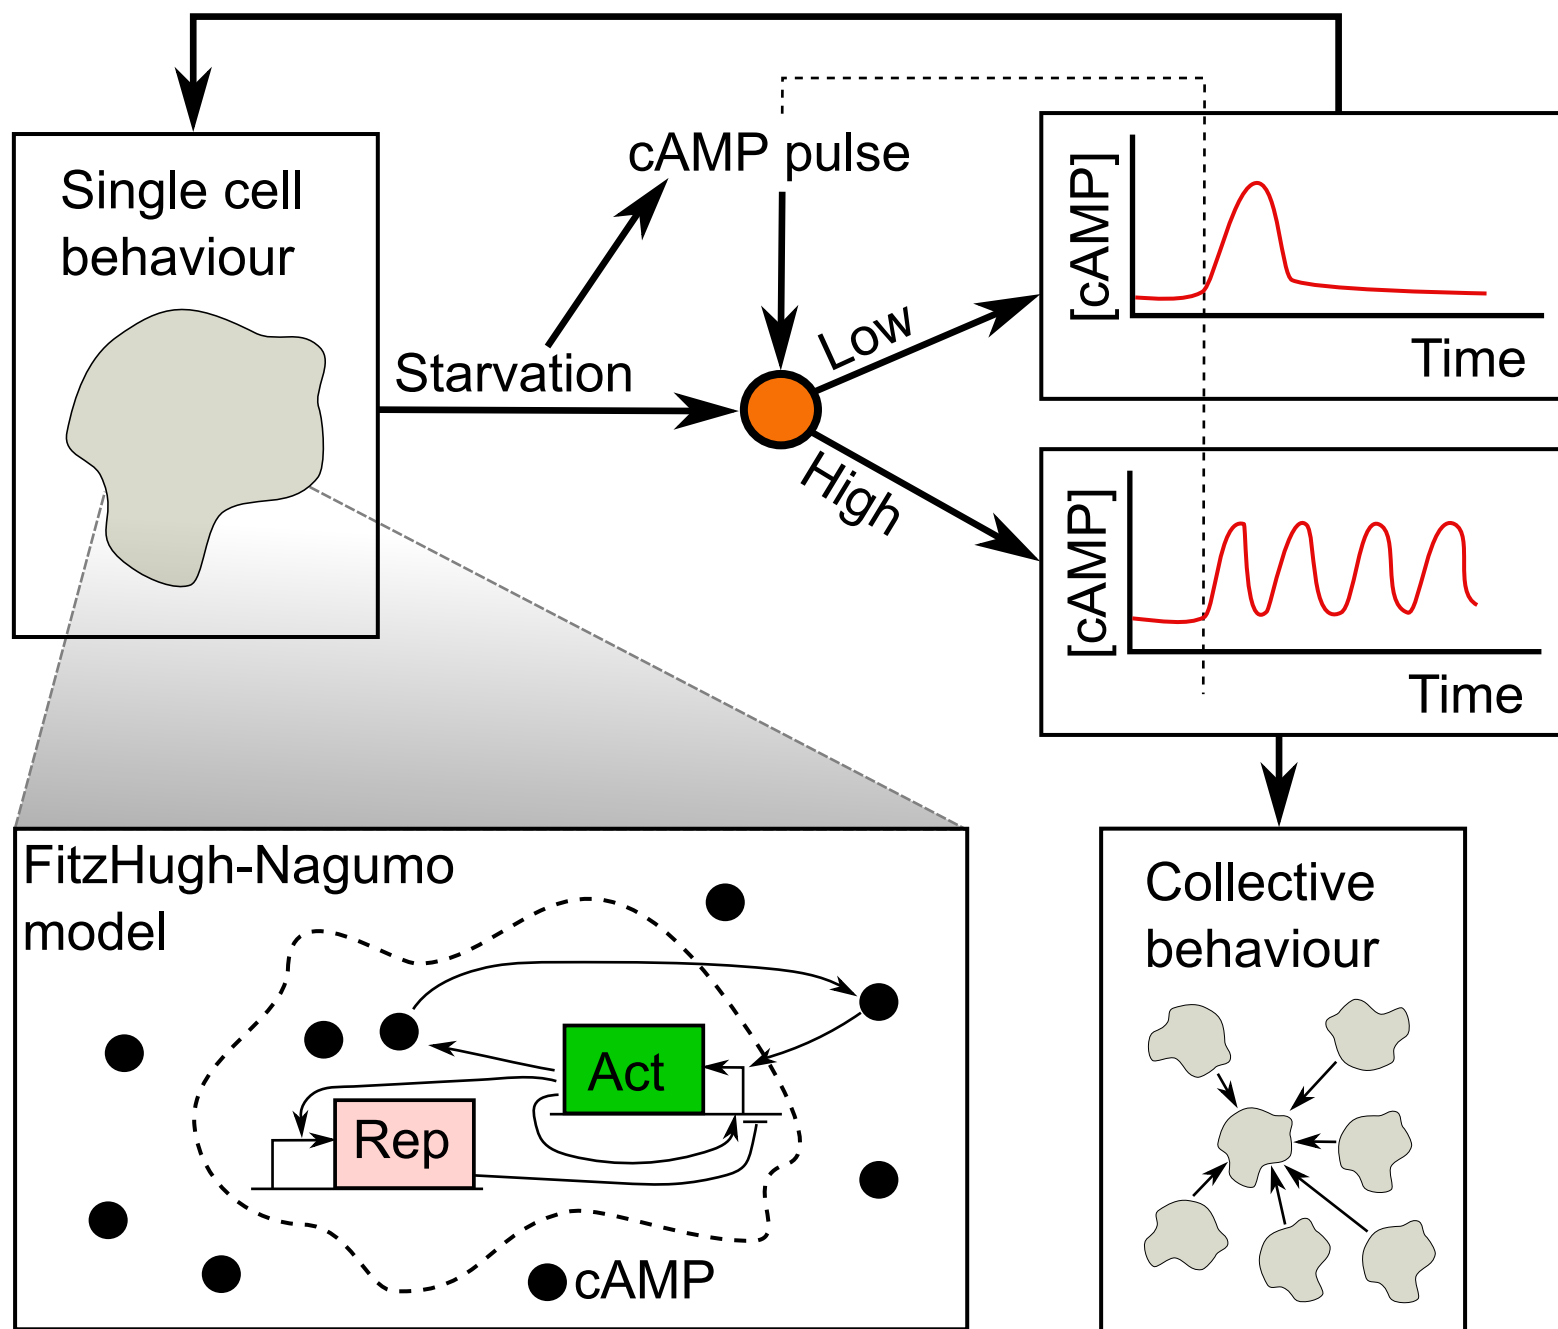 Single cell
behaviour
Starvation
cAMP pulse
Low
High
[cAMP]
Time
[cAMP]
Time
FitzHugh-Nagumo
model
Act
Rep
cAMP
Collective
behaviour